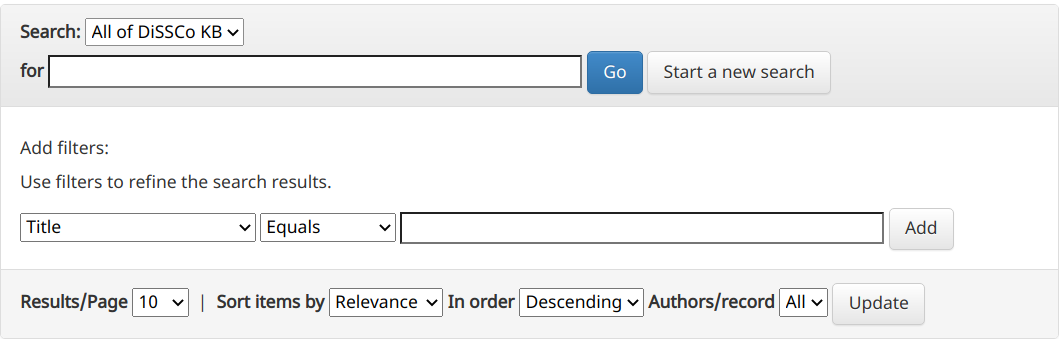 Search: All of DiSSCo KB
for Go Start a new search
Add filters:
Use filters to refine the search results.
Title Equals Add
Results/Page 10 | Sort items by Relevance In order Descending Authors/record All Update